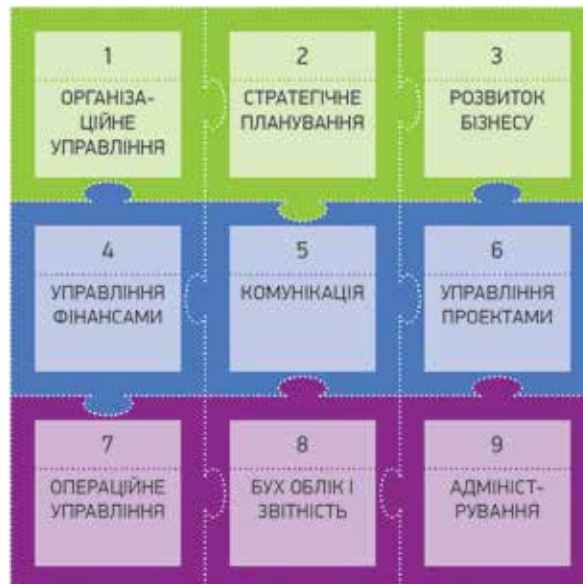 1
ОРГАНІЗА-
ЦІЙНЕ
УПРАВЛІННЯ
2
СТРАТЕГІЧНЕ
ПЛАНУВАННЯ
3
РОЗВИТОК
БІЗНЕСУ
4
УПРАВЛІННЯ
ФІНАНСАМИ
5
КОМУНІКАЦІЯ
6
УПРАВЛІННЯ
ПРОЕКТАМИ
7
ОПЕРАЦІЙНЕ
УПРАВЛІННЯ
8
БУХ ОБЛІК І
ЗВІТНІСТЬ
9
АДМІНІСТ-
РУВАННЯ